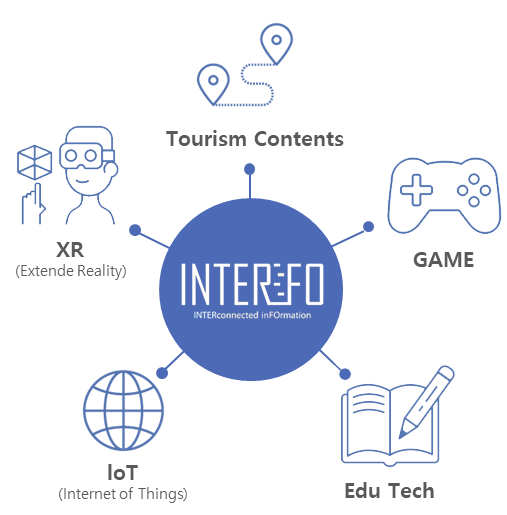 Tourism Contents
XR
(Extende Reality)
GAME
INTERFO
INTERconnected inFOrmation
IoT
(Internet of Things)
Edu Tech